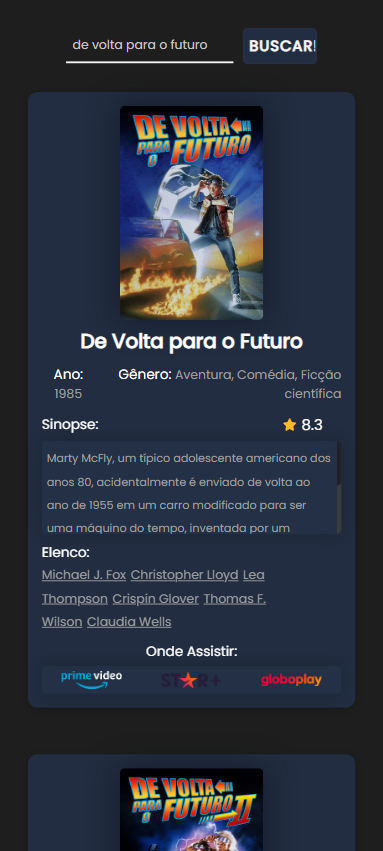 de volta para o futuro
BUSCAR!
DE VOLTA
PARA
O FUTURO
De Volta para o Futuro
Ano:
1985
Gênero: Aventura, Comédia, Ficção
científica
Sinopse:
8.3
Marty McFly, um típico adolescente americano dos
anos 80, acidentalmente é enviado de volta ao
ano de 1955 em um carro modificado para ser
uma máquina do tempo, inventada por um
Elenco:
Michael J. Fox Christopher Lloyd Lea
Thompson Crispin Glover Thomas F.
Wilson Claudia Wells
Onde Assistir:
prime video
STAR+
globoplay
DE VOLTA
PARA
O FUTURO II